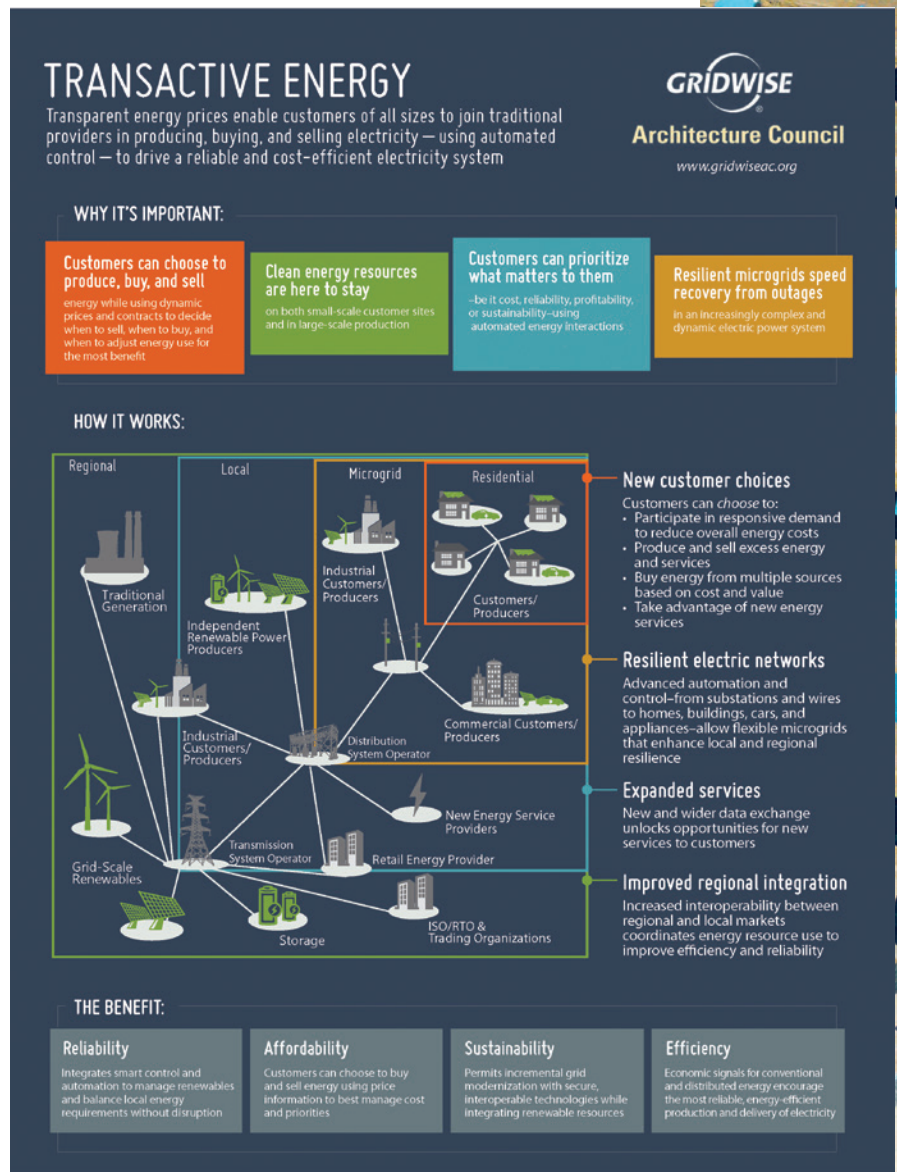 TRANSACTIVE ENERGY
Transparent energy prices enable customers of all sizes to join traditional
providers in producing, buying, and selling electricity — using automated
control — to drive a reliable and cost-efficient electricity system
GRIDWISE
®
Architecture Council
www.gridwiseac.org
WHY IT'S IMPORTANT:
Customers can choose to
produce, buy, and sell
energy while using dynamic
prices and contracts to decide
when to sell, when to buy, and
when to adjust energy use for
the most benefit
Clean energy resources
are here to stay
on both small-scale customer sites
and in large-scale production
Customers can prioritize
what matters to them
–be it cost, reliability, profitability,
or sustainability–using
automated energy interactions
Resilient microgrids speed
recovery from outages
in an increasingly complex and
dynamic electric power system
HOW IT WORKS:
Regional
Local
Microgrid
Residential
Traditional
Generation
Independent
Renewable Power
Producers
Industrial
Customers/
Producers
Customers/
Producers
Industrial
Customers/
Producers
Distribution
System Operator
Commercial Customers/
Producers
Grid-Scale
Renewables
Transmission
System Operator
New Energy Service
Providers
Retail Energy Provider
Storage
ISO/RTO &
Trading Organizations
New customer choices
Customers can choose to:
• Participate in responsive demand
to reduce overall energy costs
• Produce and sell excess energy
and services
• Buy energy from multiple sources
based on cost and value
• Take advantage of new energy
services
Resilient electric networks
Advanced automation and
control–from substations and wires
to homes, buildings, cars, and
appliances–allow flexible microgrids
that enhance local and regional
resilience
Expanded services
New and wider data exchange
unlocks opportunities for new
services to customers
Improved regional integration
Increased interoperability between
regional and local markets
coordinates energy resource use to
improve efficiency and reliability
THE BENEFIT:
Reliability
Integrates smart control and
automation to manage renewables
and balance local energy
requirements without disruption
Affordability
Customers can choose to buy
and sell energy using price
information to best manage cost
and priorities
Sustainability
Permits incremental grid
modernization with secure,
interoperable technologies while
integrating renewable resources
Efficiency
Economic signals for conventional
and distributed energy encourage
the most reliable, energy-efficient
production and delivery of electricity